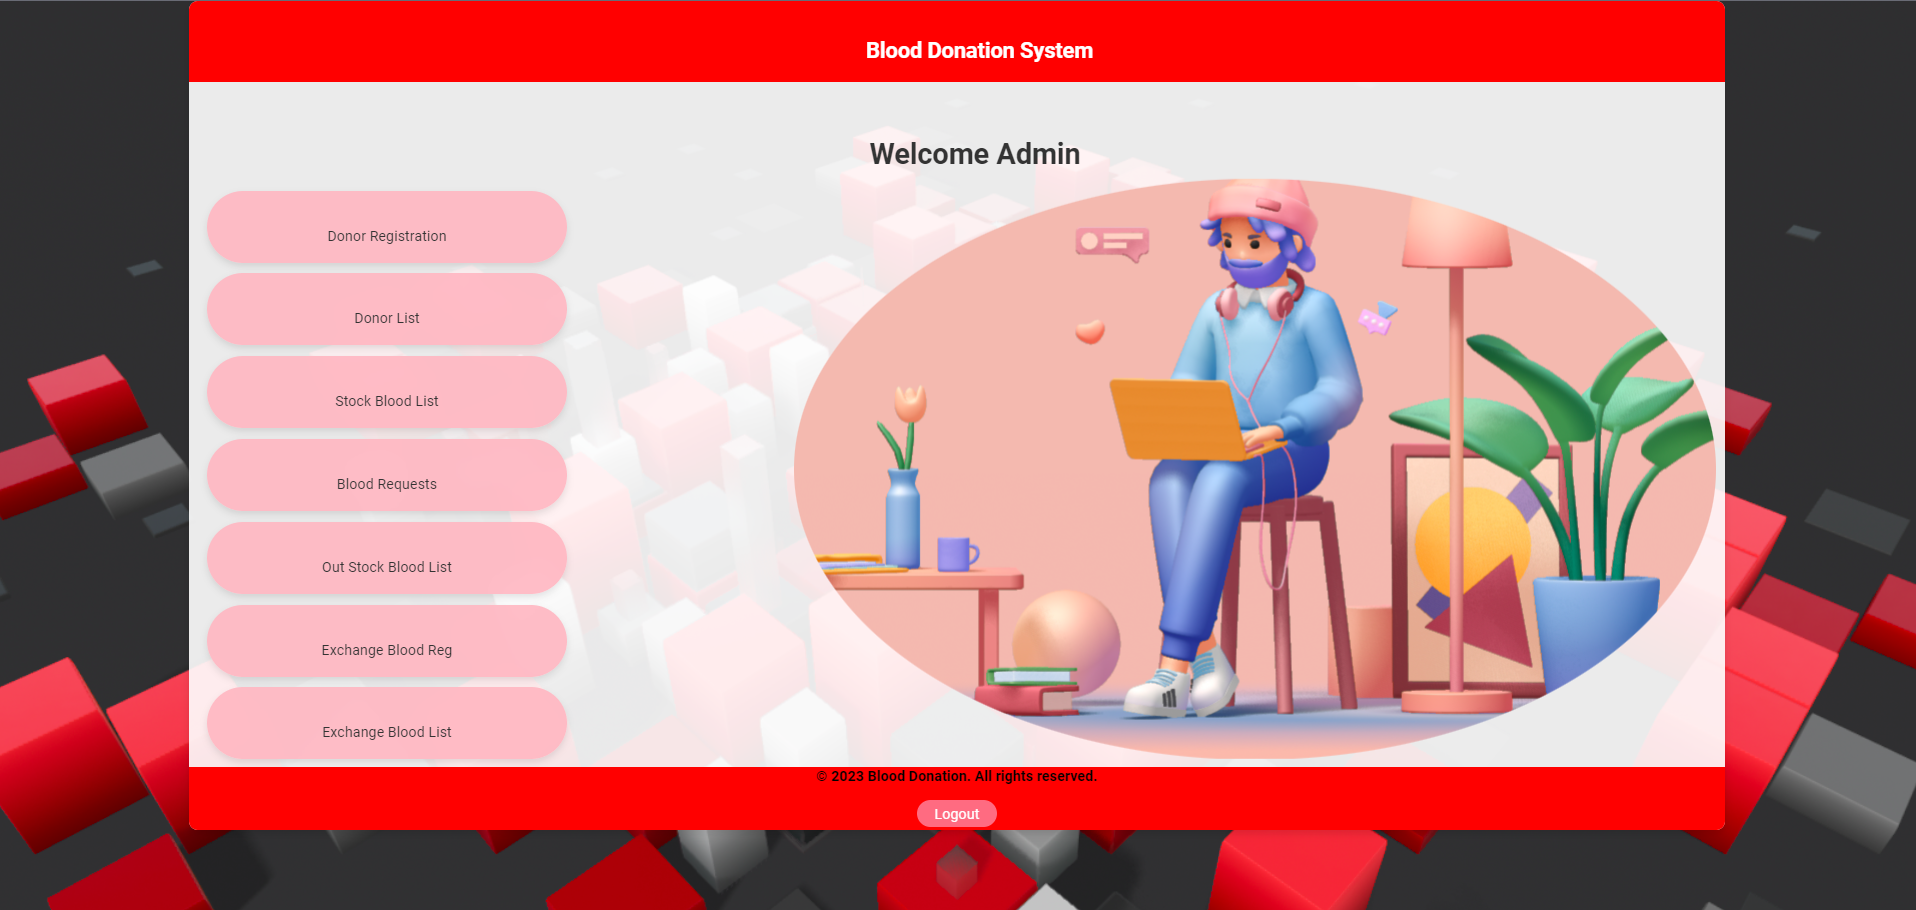 Blood Donation System
Welcome Admin
Donor Registration
Donor List
Stock Blood List
Blood Requests
Out Stock Blood List
Exchange Blood Reg
Exchange Blood List
© 2023 Blood Donation. All rights reserved.
Logout